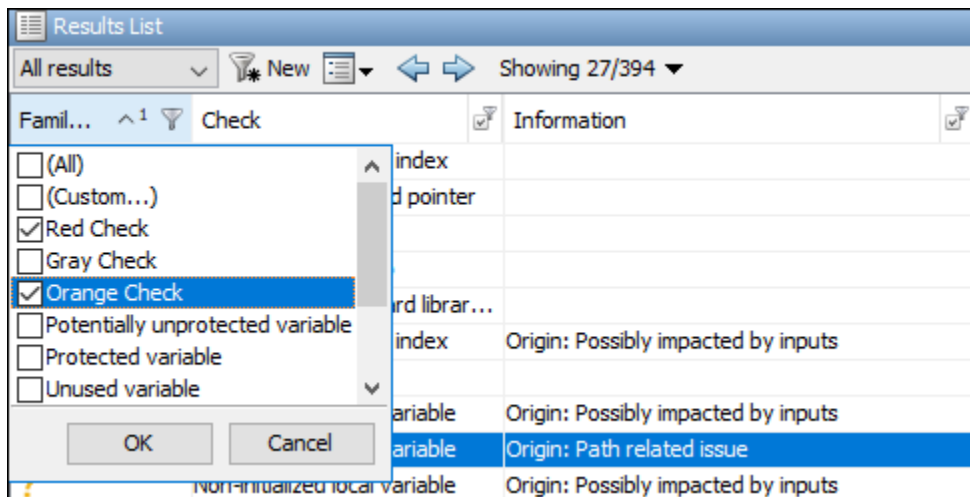 Results List
All results New Showing 27/394
Famil... 1 Check Information
(All) index
(Custom...) d pointer
Red Check
Gray Check
Orange Check rd librar...
Potentially unprotected variable
Protected variable index Origin: Possibly impacted by inputs
Unused variable
OK Cancel ariable Origin: Possibly impacted by inputs
ariable Origin: Path related issue
? Non-initialized local variable Origin: Possibly impacted by inputs